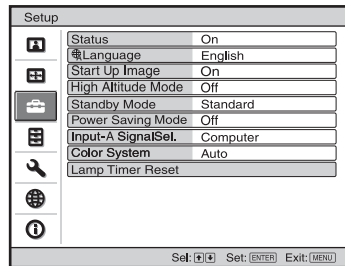 Setup
Status On
Language English
Start Up Image On
High Altitude Mode Off
Standby Mode Standard
Power Saving Mode Off
Input-A SignalSel. Computer
Color System Auto
Lamp Timer Reset
Sel: Set: ENTER Exit: MENU